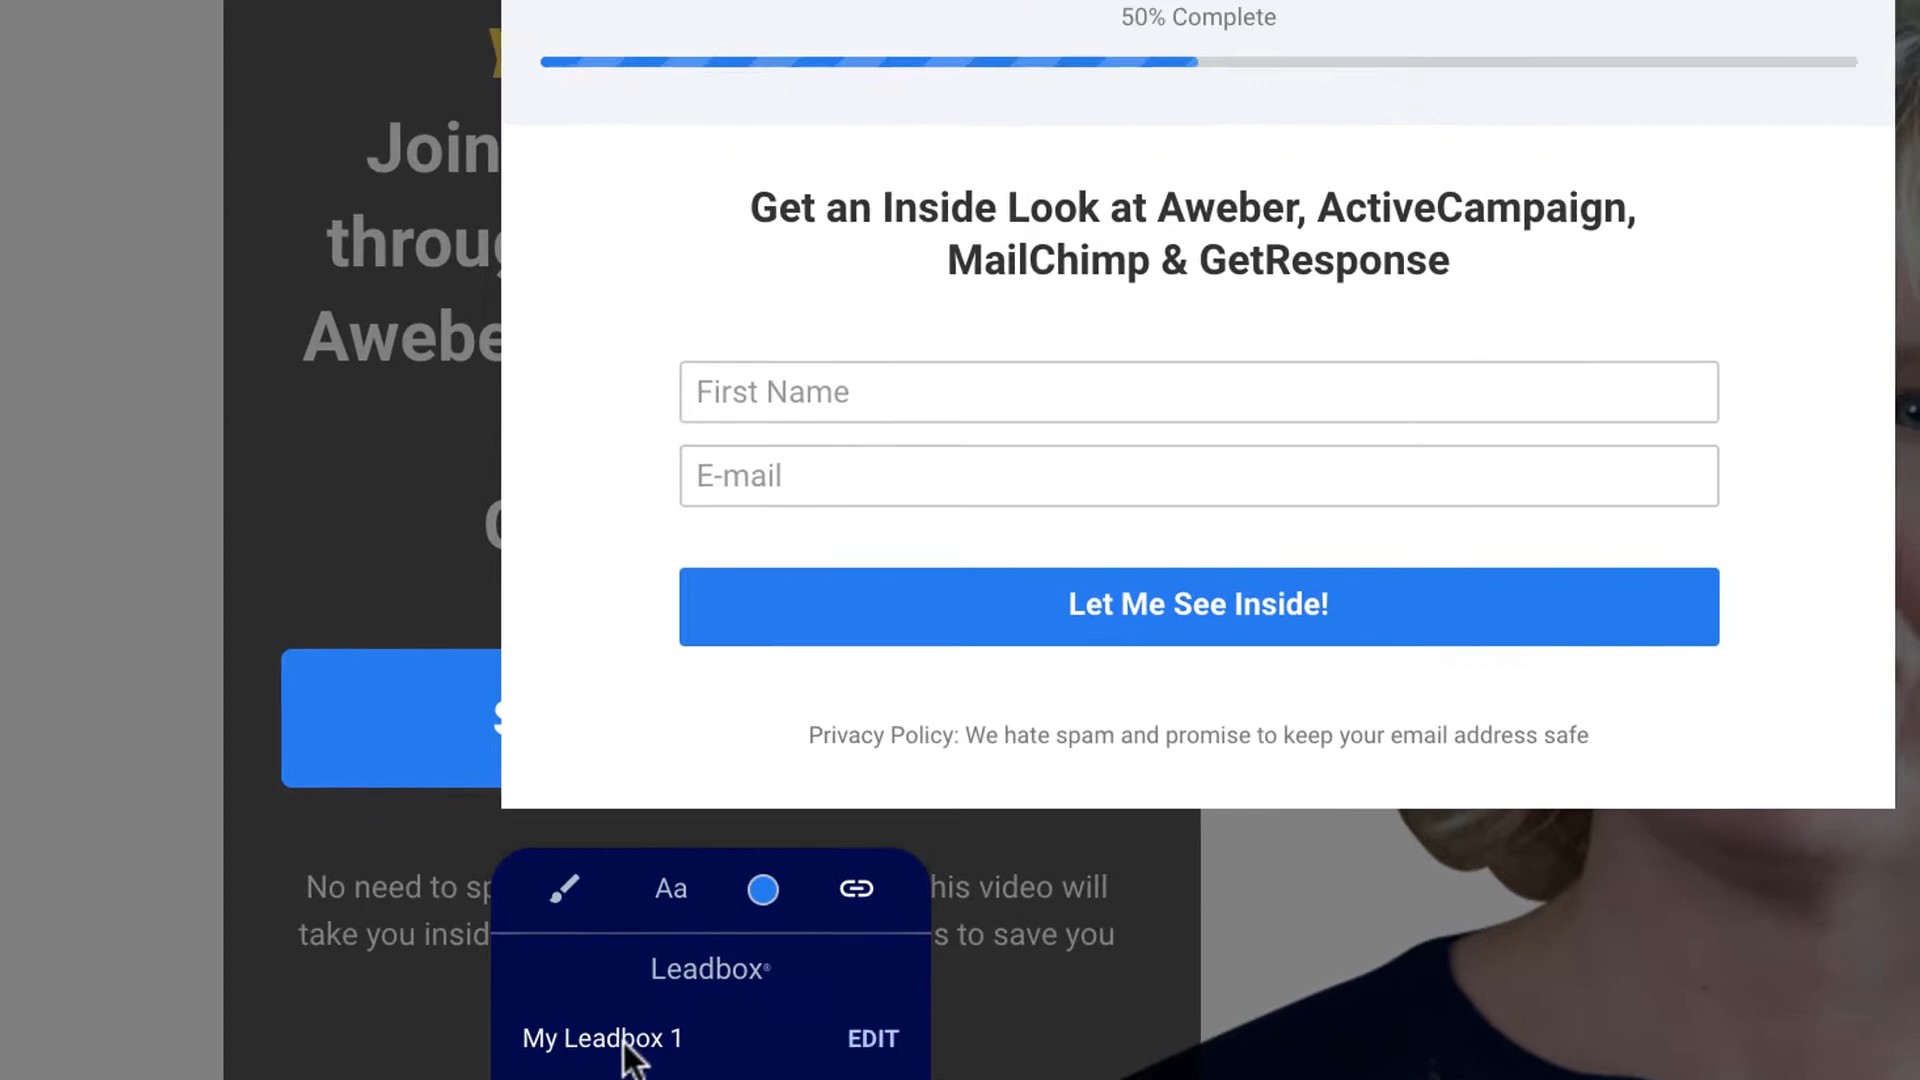 50% Complete
Get an Inside Look at Aweber, ActiveCampaign,
MailChimp & GetResponse
First Name
E-mail
Let Me See Inside!
Privacy Policy: We hate spam and promise to keep your email address safe
Join
throug
Awebe
No need to sp
his video will
take you insid
s to save you
Aa
Leadbox®
My Leadbox 1
EDIT